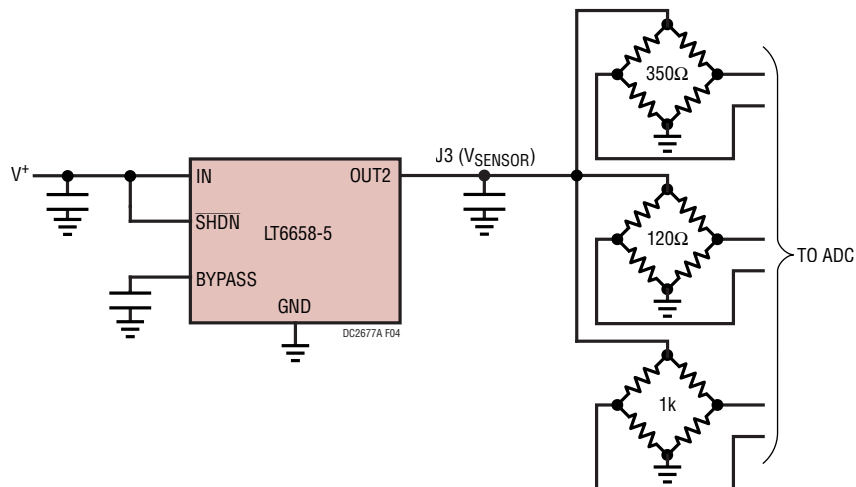 350Ω
J3 (VSENSOR)
V+
IN
OUT2
SHDN
LT6658-5
120Ω
TO ADC
BYPASS
GND
DC2677A F04
1k